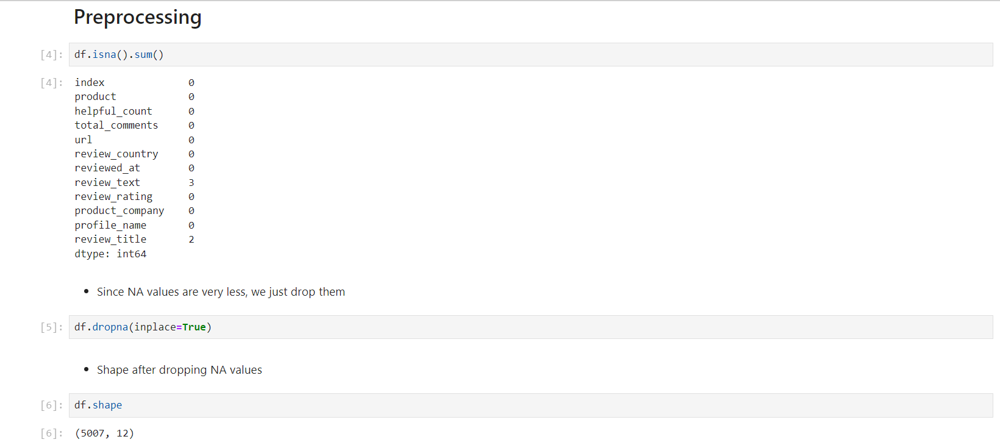 Preprocessing
[4]: df.isna().sum()
[4]: index 0
product 0
helpful_count 0
total_comments 0
url 0
review_country 0
reviewed_at 0
review_text 3
review_rating 0
product_company 0
profile_name 0
review_title 2
dtype: int64
• Since NA values are very less, we just drop them
[5]: df.dropna(inplace=True)
• Shape after dropping NA values
[6]: df.shape
[6]: (5007, 12)